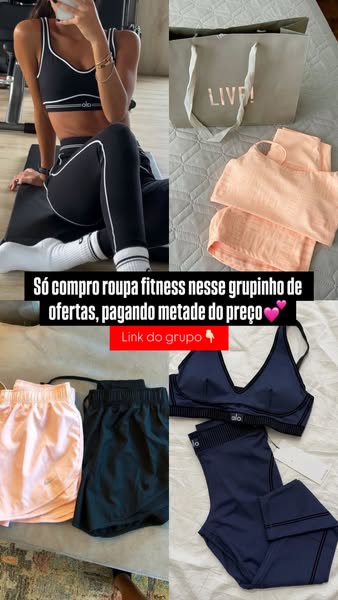 alo
LIVE!
Só compro roupa fitness nesse grupinho de
ofertas, pagando metade do preço💕
Link do grupo👇🏻
alo